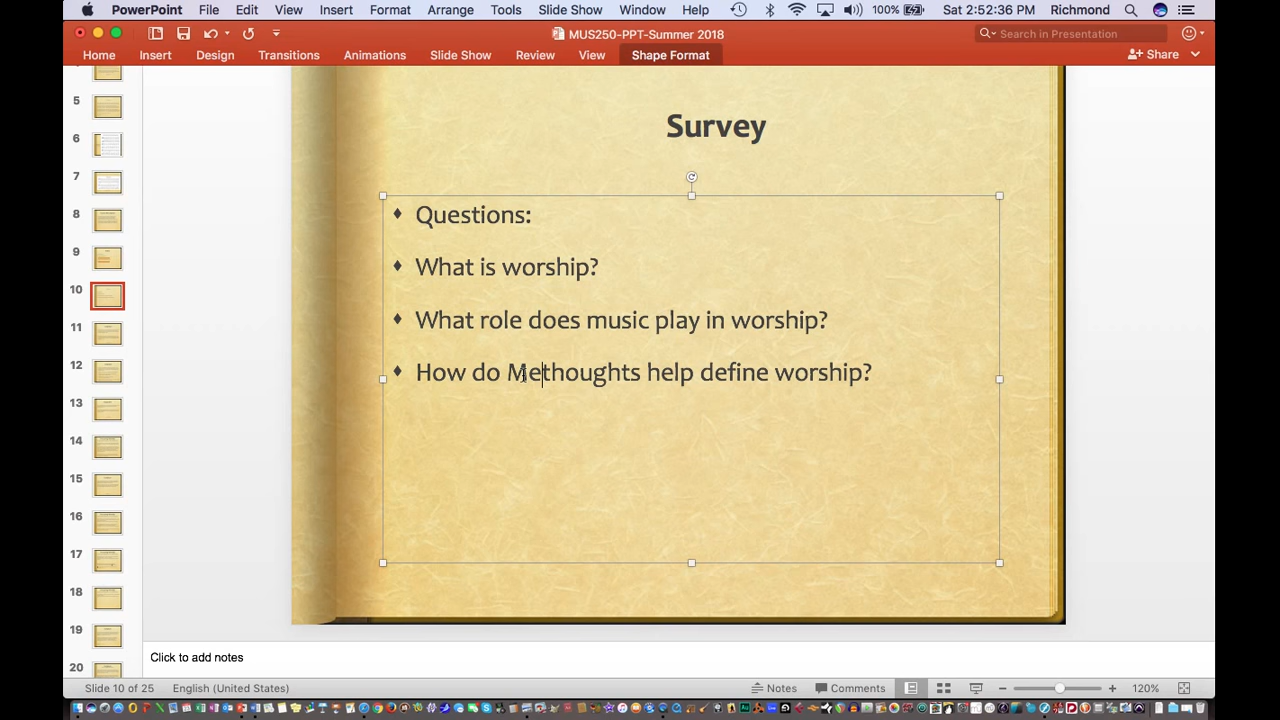 PowerPoint File Edit View Insert Format Arrange Tools Slide Show Window Help 100% Sat 2:52:36 PM Richmond
MUS250-PPT-Summer 2018 Search in Presentation
Home Insert Design Transitions Animations Slide Show Review View Shape Format Share
5
6
7
8
9
10
11
12
13
14
15
16
17
18
19
20
Survey
♦ Questions:
♦ What is worship?
♦ What role does music play in worship?
♦ How do Methoughts help define worship?
Click to add notes
Slide 10 of 25 English (United States) Notes Comments 120%